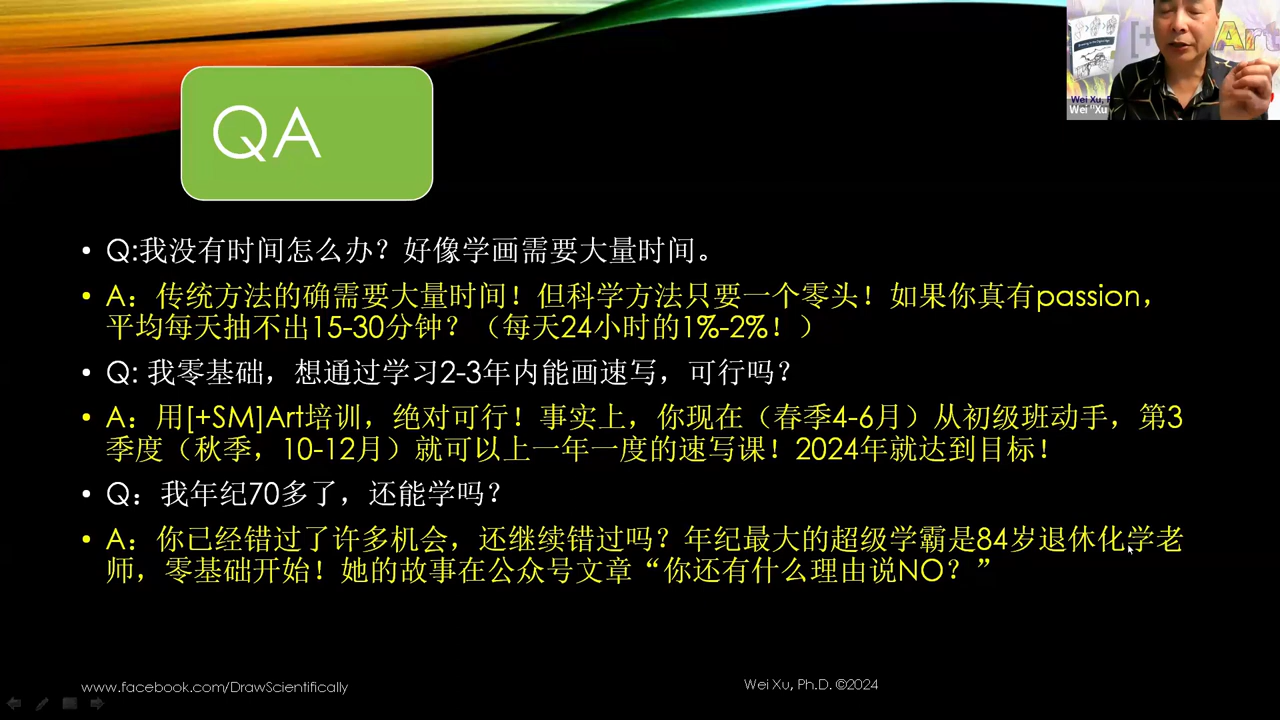 QA
• Q:我没有时间怎么办？好像学画需要大量时间。
• A：传统方法的确需要大量时间！但科学方法只要一个零头！如果你真有passion，
平均每天抽不出15-30分钟？（每天24小时的1%-2%！）
• Q: 我零基础，想通过学习2-3年内能画速写，可行吗？
• A：用[+SM]Art培训，绝对可行！事实上，你现在（春季4-6月）从初级班动手，第3
季度（秋季，10-12月）就可以上一年一度的速写课！2024年就达到目标！
• Q：我年纪70多了，还能学吗？
• A：你已经错过了许多机会，还继续错过吗？年纪最大的超级学霸是84岁退休化学老
师，零基础开始！她的故事在公众号文章“你还有什么理由说NO？”
www.facebook.com/DrawScientifically
Wei Xu, Ph.D. ©2024
[+
Art
Wei Xu, P
Wei "Xu